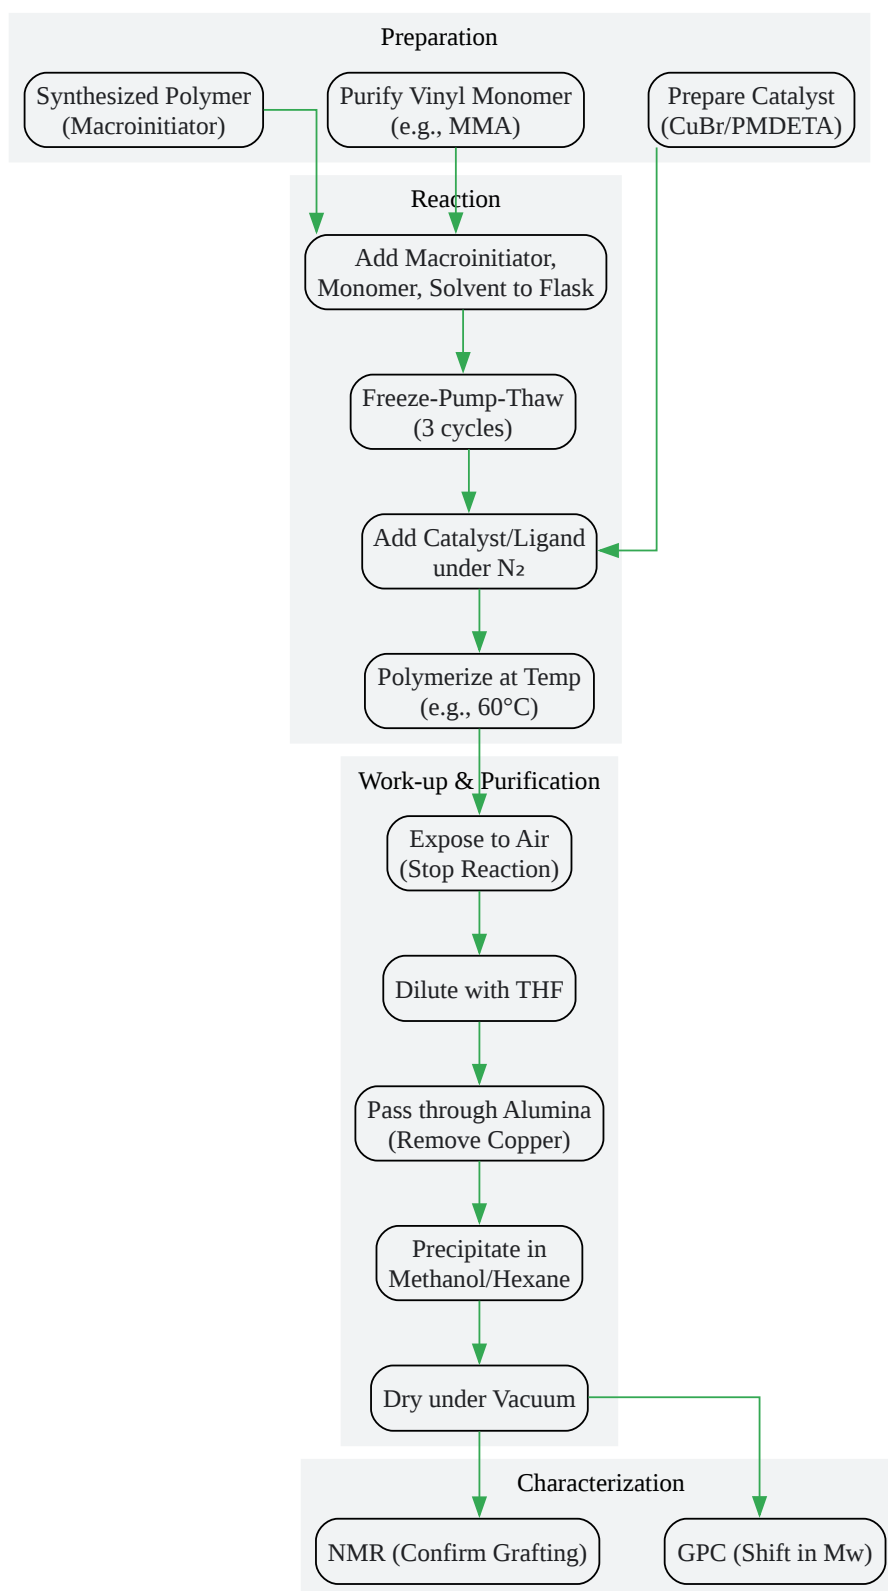 Preparation
Synthesized Polymer
(Macroinitiator)
Purify Vinyl Monomer
(e.g., MMA)
Prepare Catalyst
(CuBr/PMDETA)
Reaction
Add Macroinitiator,
Monomer, Solvent to Flask
Freeze-Pump-Thaw
(3 cycles)
Add Catalyst/Ligand
under N₂
Polymerize at Temp
(e.g., 60°C)
Work-up & Purification
Expose to Air
(Stop Reaction)
Dilute with THF
Pass through Alumina
(Remove Copper)
Precipitate in
Methanol/Hexane
Dry under Vacuum
Characterization
NMR (Confirm Grafting)
GPC (Shift in Mw)